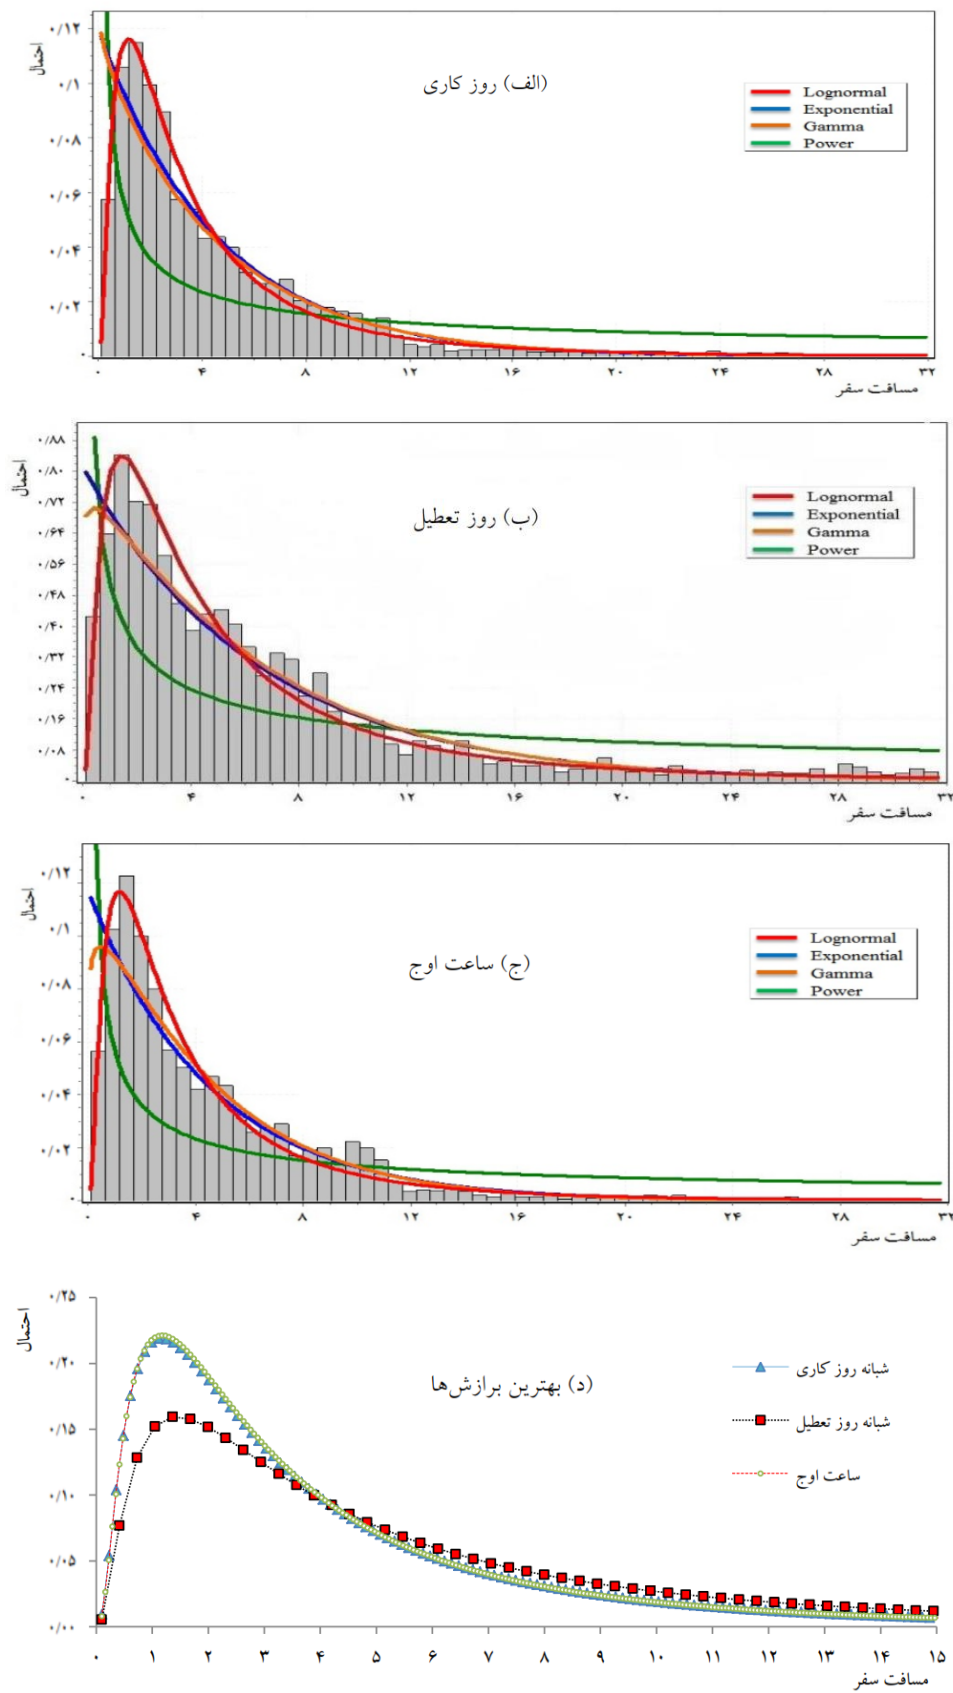 (الف) روز کاری
احتمال
۰/۱۲
۰/۱
۰/۰۸
۰/۰۶
۰/۰۴
۰/۰۲
۰
Lognormal
Exponential
Gamma
Power
۰ ۴ ۸ ۱۲ ۱۶ ۲۰ ۲۴ ۲۸ ۳۲
مسافت سفر
(ب) روز تعطیل
احتمال
۰/۸۸
۰/۸۰
۰/۷۲
۰/۶۴
۰/۵۶
۰/۴۸
۰/۴۰
۰/۳۲
۰/۲۴
۰/۱۶
۰/۰۸
۰
Lognormal
Exponential
Gamma
Power
۰ ۴ ۸ ۱۲ ۱۶ ۲۰ ۲۴ ۲۸ ۳۲
مسافت سفر
(ج) ساعت اوج
احتمال
۰/۱۲
۰/۱
۰/۰۸
۰/۰۶
۰/۰۴
۰/۰۲
۰
Lognormal
Exponential
Gamma
Power
۰ ۴ ۸ ۱۲ ۱۶ ۲۰ ۲۴ ۲۸ ۳۲
مسافت سفر
(د) بهترین برازش‌ها
احتمال
۰/۲۵
۰/۲۰
۰/۱۵
۰/۱۰
۰/۰۵
۰/۰۰
شبانه روز کاری
شبانه روز تعطیل
ساعت اوج
۰ ۱ ۲ ۳ ۴ ۵ ۶ ۷ ۸ ۹ ۱۰ ۱۱ ۱۲ ۱۳ ۱۴ ۱۵
مسافت سفر